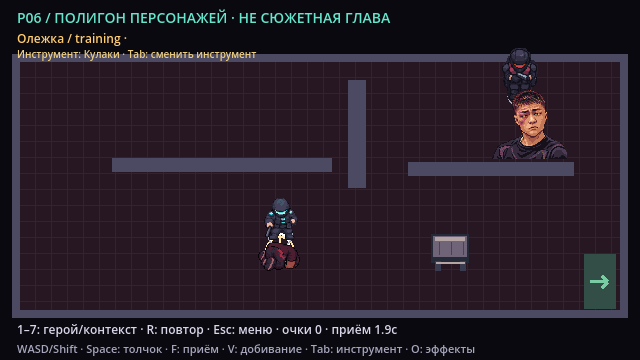 P06 / ПОЛИГОН ПЕРСОНАЖЕЙ · НЕ СЮЖЕТНАЯ ГЛАВА
Олежка / training ·
Инструмент: Кулаки · Tab: сменить инструмент
1–7: герой/контекст · R: повтор · Esc: меню · очки 0 · приём 1.9с
WASD/Shift · Space: толчок · F: приём · V: добивание · Tab: инструмент · O: эффекты